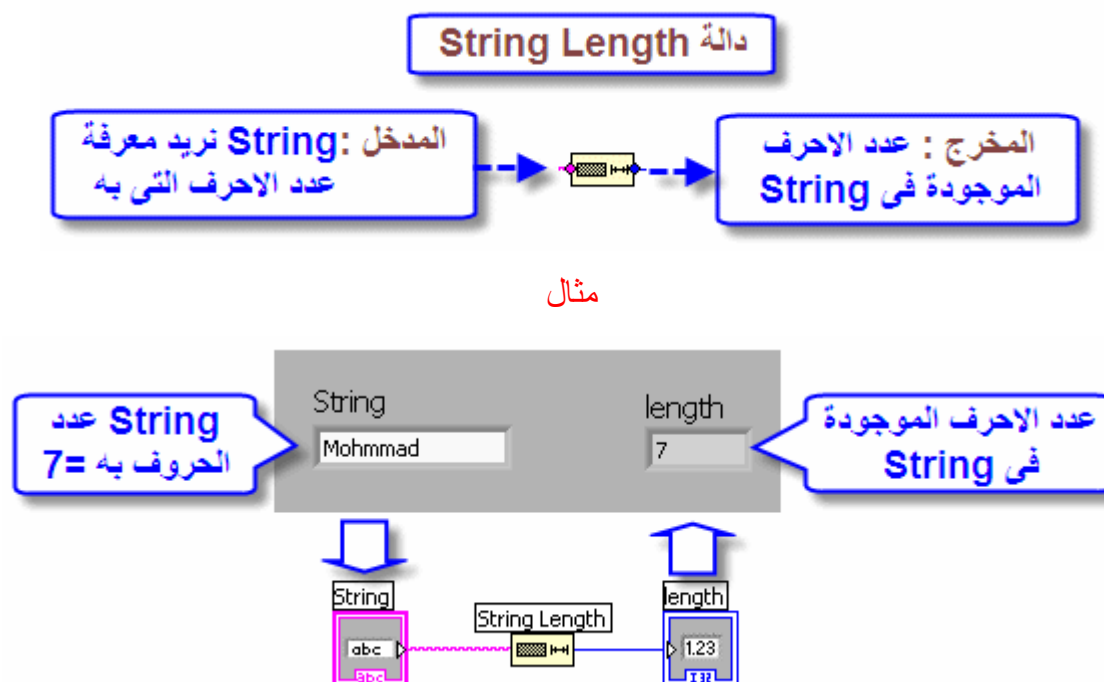 دالة String Length
المدخل :String نريد معرفة
عدد الاحرف التى به
المخرج : عدد الاحرف
الموجودة فى String
مثال
String
length
Mohmmad
7
String عدد
الحروف به =7
عدد الاحرف الموجودة
فى String
String
String Length
length
abc
1.23
abc
I32